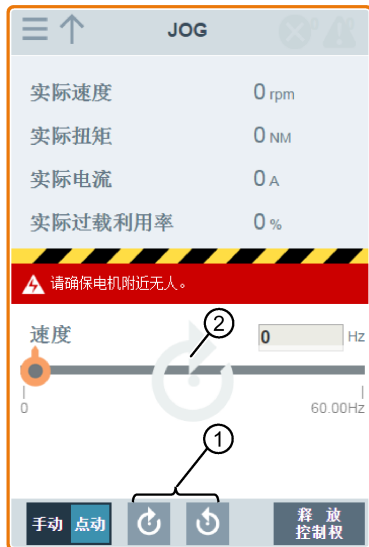 JOG
实际速度 0 rpm
实际扭矩 0 NM
实际电流 0 A
实际过载利用率 0 %
请确保电机附近无人。
速度 0 Hz
2
0 60.00Hz
1
手动 点动 释 放
控制权